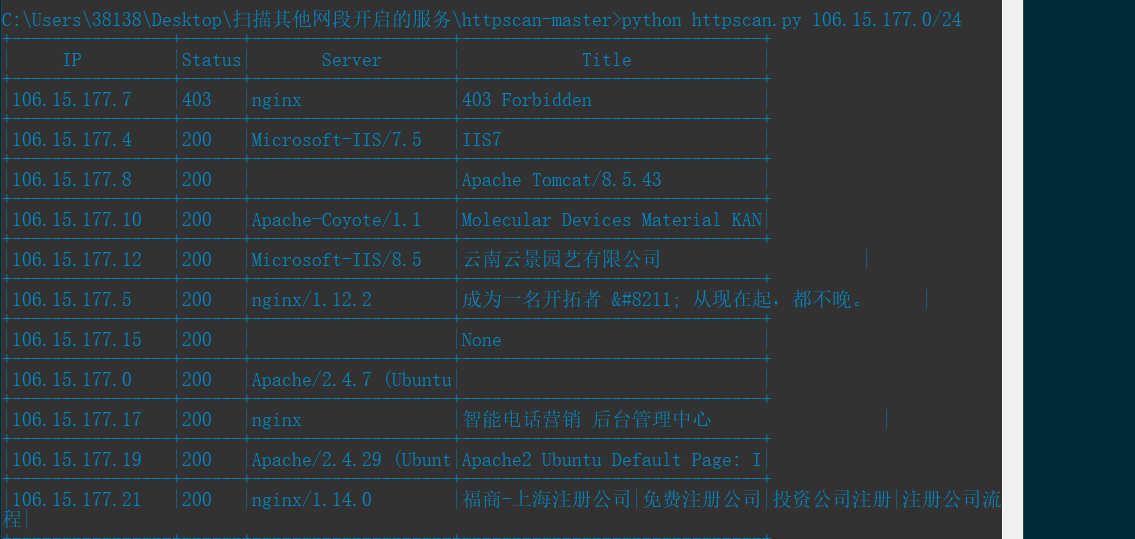 C:\Users\38138\Desktop\扫描其他网段开启的服务\httpscan-master>python httpscan.py 106.15.177.0/24
IP Status Server Title
106.15.177.7 403 nginx 403 Forbidden
106.15.177.4 200 Microsoft-IIS/7.5 IIS7
106.15.177.8 200 Apache Tomcat/8.5.43
106.15.177.10 200 Apache-Coyote/1.1 Molecular Devices Material KAN
106.15.177.12 200 Microsoft-IIS/8.5 云南云景园艺有限公司
106.15.177.5 200 nginx/1.12.2 成为一名开拓者 &#8211; 从现在起，都不晚。
106.15.177.15 200 None
106.15.177.0 200 Apache/2.4.7 (Ubuntu
106.15.177.17 200 nginx 智能电话营销 后台管理中心
106.15.177.19 200 Apache/2.4.29 (Ubunt Apache2 Ubuntu Default Page: I
106.15.177.21 200 nginx/1.14.0 福商-上海注册公司|免费注册公司|投资公司注册|注册公司流
程|